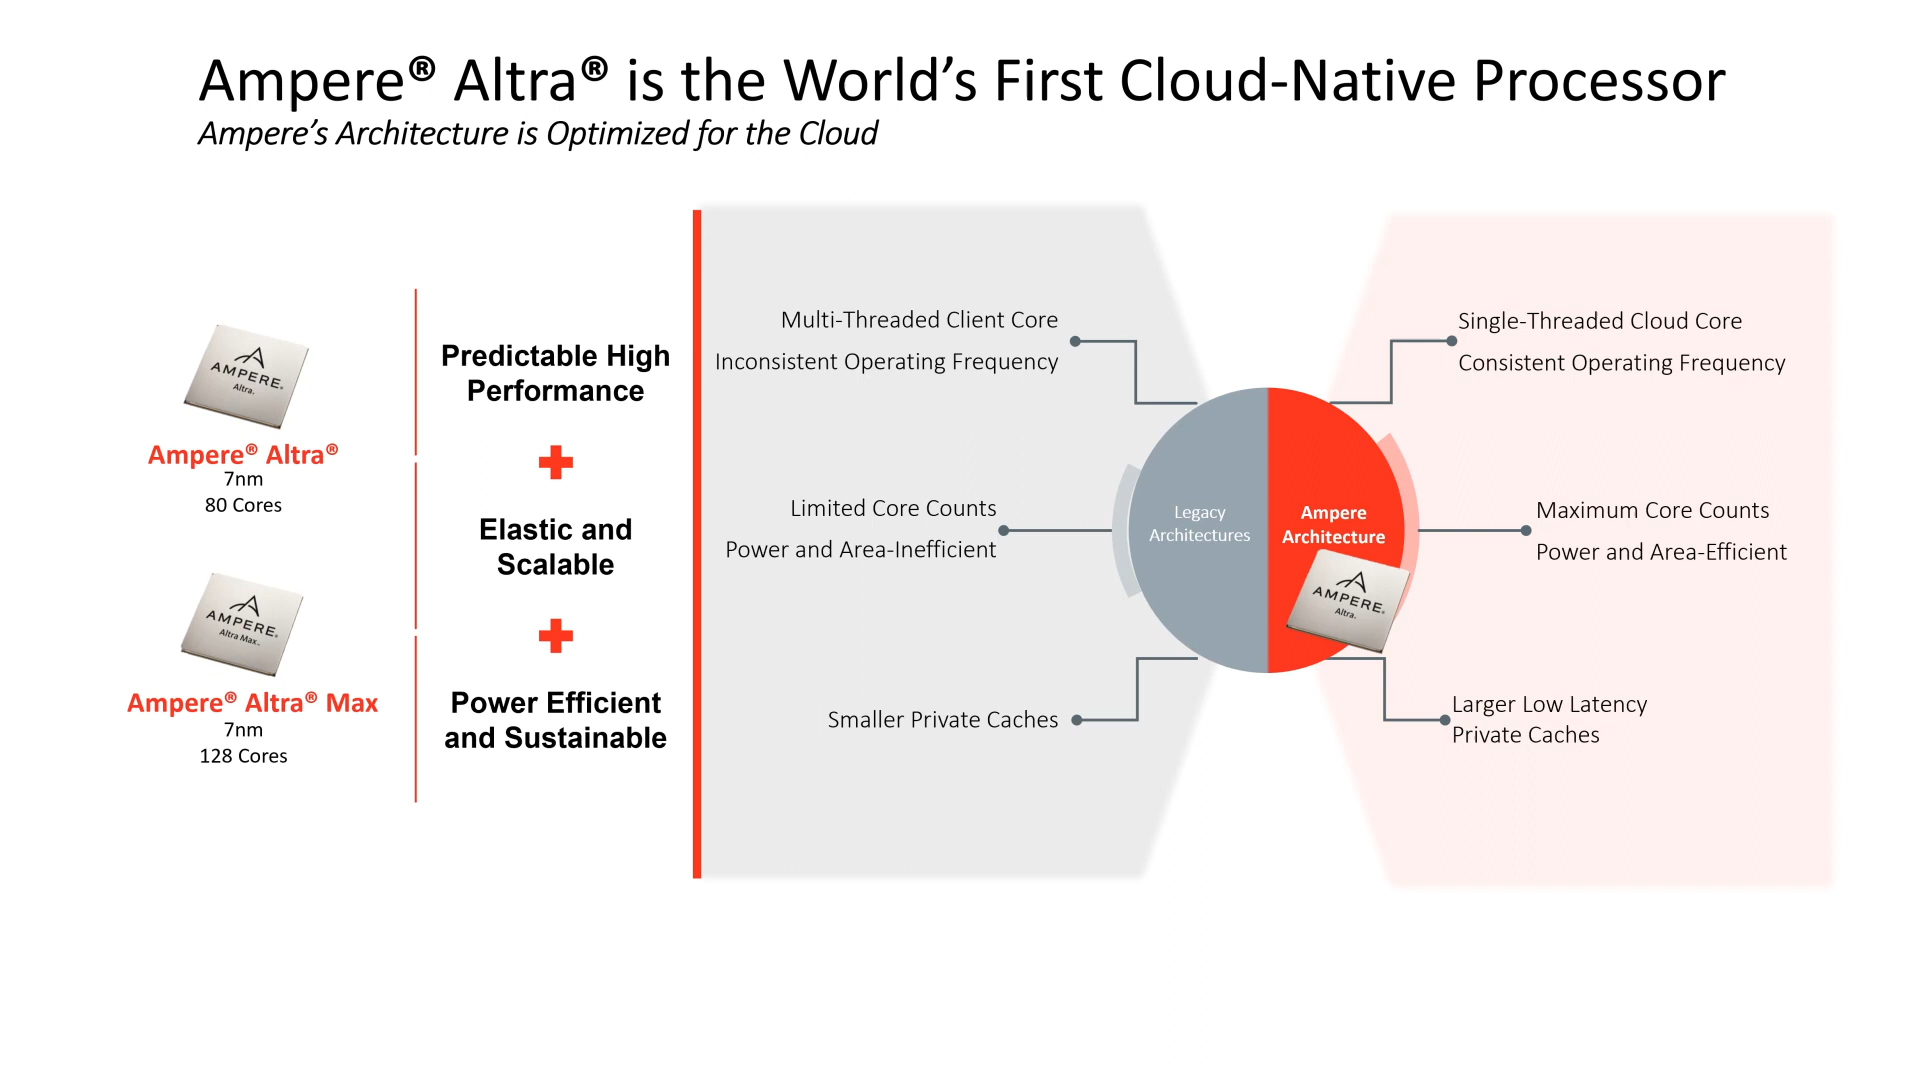 Ampere® Altra® is the World’s First Cloud-Native Processor
Ampere’s Architecture is Optimized for the Cloud
AMPERE®
Altra™
Ampere® Altra®
7nm
80 Cores
AMPERE®
Altra Max™
Ampere® Altra® Max
7nm
128 Cores
Predictable High
Performance
Elastic and
Scalable
Power Efficient
and Sustainable
Multi-Threaded Client Core
Inconsistent Operating Frequency
Limited Core Counts
Power and Area-Inefficient
Smaller Private Caches
Legacy
Architectures
Ampere
Architecture
AMPERE®
Altra™
Single-Threaded Cloud Core
Consistent Operating Frequency
Maximum Core Counts
Power and Area-Efficient
Larger Low Latency
Private Caches